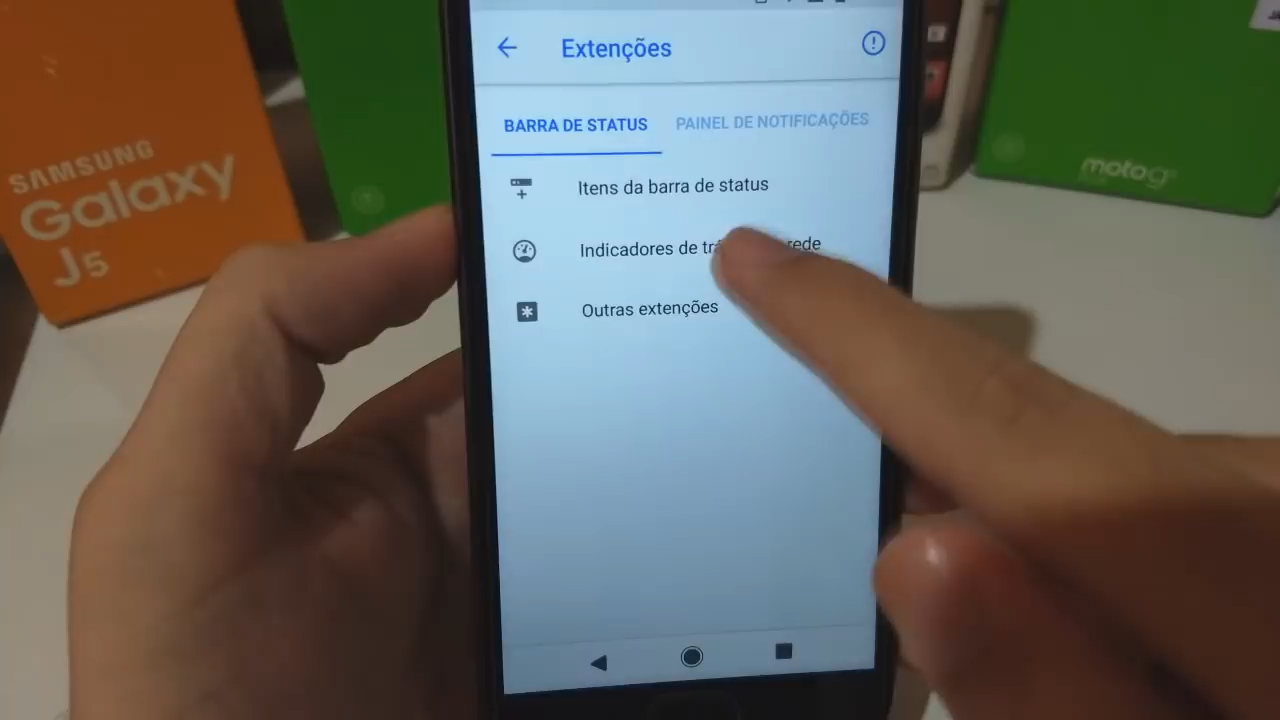 SAMSUNG
Galaxy
J5
Extenções
BARRA DE STATUS
PAINEL DE NOTIFICAÇÕES
Itens da barra de status
Indicadores de rede
Outras extenções
moto g